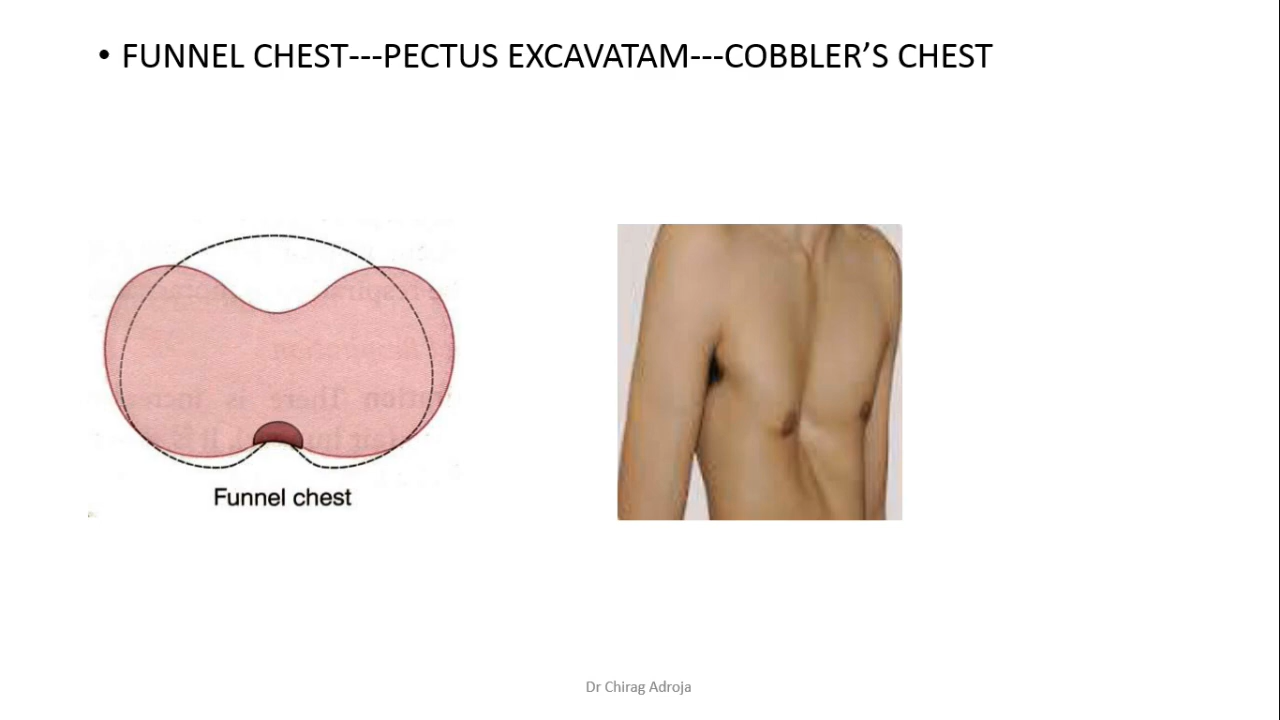 • FUNNEL CHEST---PECTUS EXCAVATAM---COBBLER’S CHEST
Funnel chest
Dr Chirag Adroja